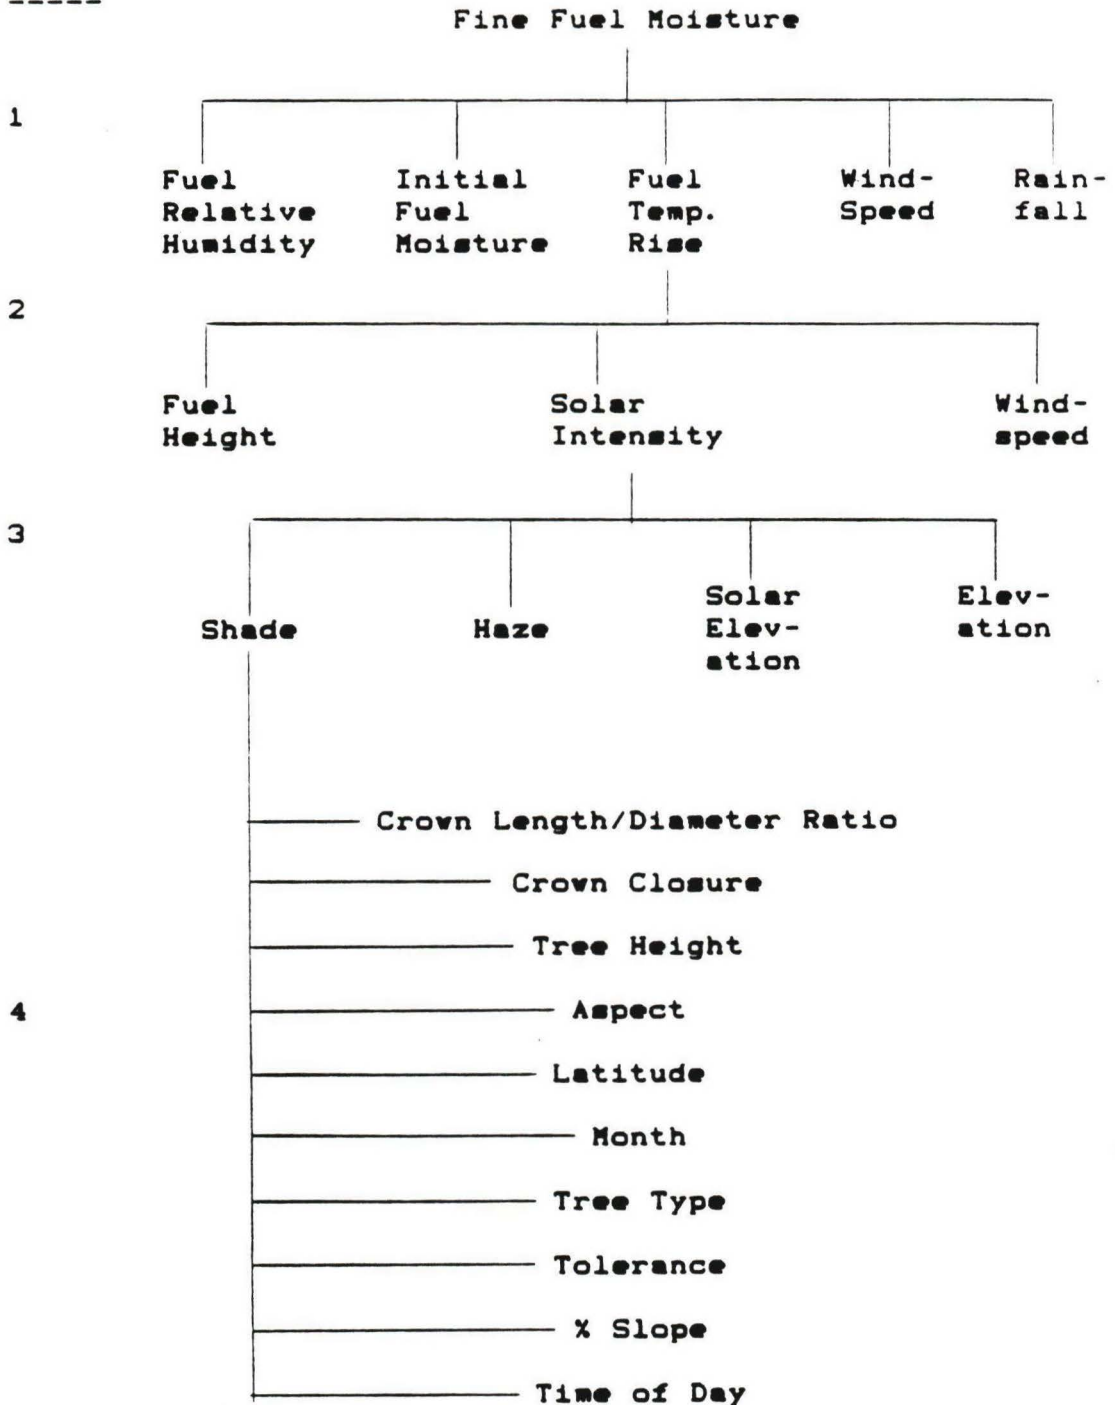 -----
Fine Fuel Moisture
1
Fuel Relative Humidity
Initial Fuel Moisture
Fuel Temp. Rise
Wind-Speed
Rain-fall
2
Fuel Height
Solar Intensity
Wind-speed
3
Shade
Haze
Solar Elev-ation
Elev-ation
Crown Length/Diameter Ratio
Crown Closure
Tree Height
4
Aspect
Latitude
Month
Tree Type
Tolerance
% Slope
Time of Day